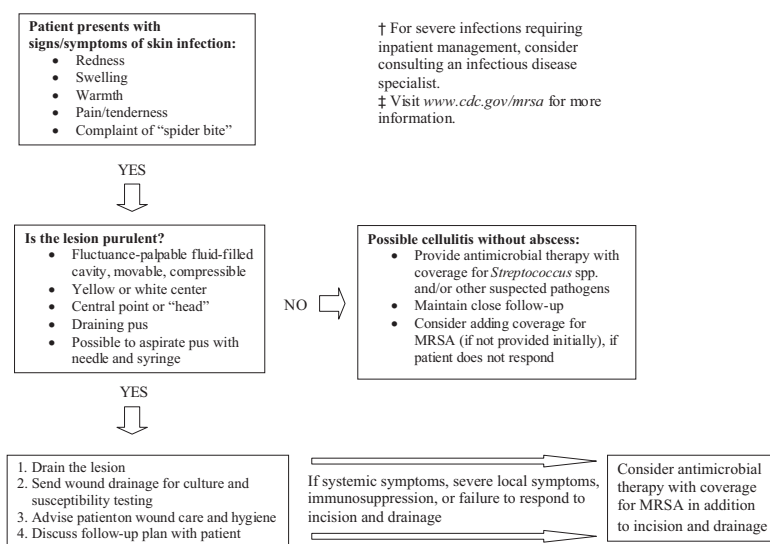 Patient presents with
signs/symptoms of skin infection:
• Redness
• Swelling
• Warmth
• Pain/tenderness
• Complaint of “spider bite”
† For severe infections requiring
inpatient management, consider
consulting an infectious disease
specialist.
‡ Visit www.cdc.gov/mrsa for more
information.
YES
Is the lesion purulent?
• Fluctuance-palpable fluid-filled
cavity, movable, compressible
• Yellow or white center
• Central point or “head”
• Draining pus
• Possible to aspirate pus with
needle and syringe
NO
Possible cellulitis without abscess:
• Provide antimicrobial therapy with
coverage for Streptococcus spp.
and/or other suspected pathogens
• Maintain close follow-up
• Consider adding coverage for
MRSA (if not provided initially), if
patient does not respond
YES
1. Drain the lesion
2. Send wound drainage for culture and
susceptibility testing
3. Advise patienton wound care and hygiene
4. Discuss follow-up plan with patient
If systemic symptoms, severe local symptoms,
immunosuppression, or failure to respond to
incision and drainage
Consider antimicrobial
therapy with coverage
for MRSA in addition
to incision and drainage